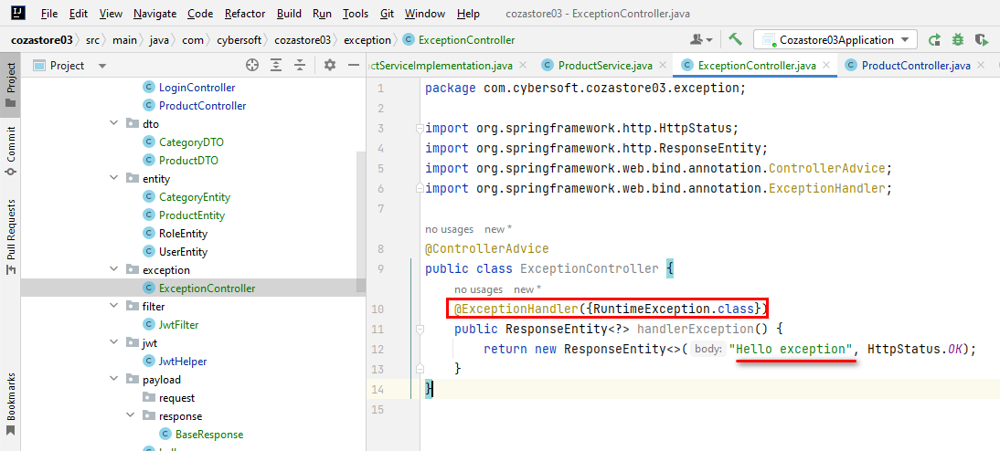 File Edit View Navigate Code Refactor Build Run Tools Git Window Help cozastore03 - ExceptionController.java
cozastore03 src main java com cybersoft cozastore03 exception ExceptionController Cozastore03Application
Project
Commit
Pull Requests
Bookmarks
Project
LoginController
ProductController
dto
CategoryDTO
ProductDTO
entity
CategoryEntity
ProductEntity
RoleEntity
UserEntity
exception
ExceptionController
filter
JwtFilter
jwt
JwtHelper
payload
request
response
BaseResponse
ctServiceImplementation.java ProductService.java ExceptionController.java ProductController.java
1 package com.cybersoft.cozastore03.exception;
2
3 import org.springframework.http.HttpStatus;
4 import org.springframework.http.ResponseEntity;
5 import org.springframework.web.bind.annotation.ControllerAdvice;
6 import org.springframework.web.bind.annotation.ExceptionHandler;
7
no usages new *
8 @ControllerAdvice
9 public class ExceptionController {
no usages new *
10 @ExceptionHandler({RuntimeException.class})
11 public ResponseEntity<?> handlerException() {
12 return new ResponseEntity<>( body: "Hello exception", HttpStatus.OK);
13 }
14 }
15